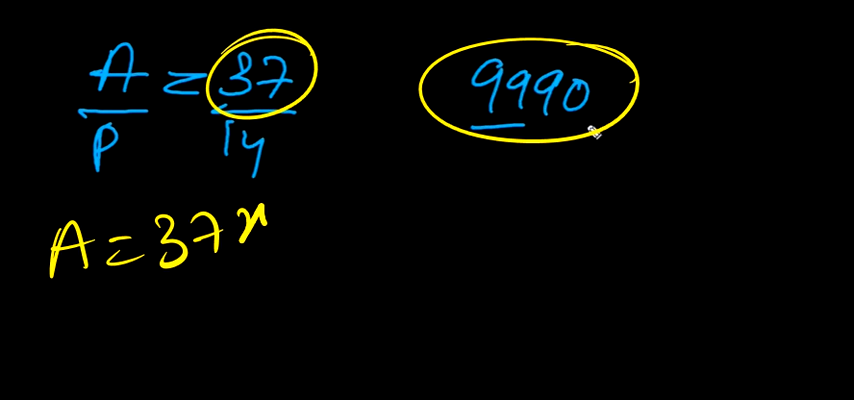 A = 37 9990
P 14
A = 37x